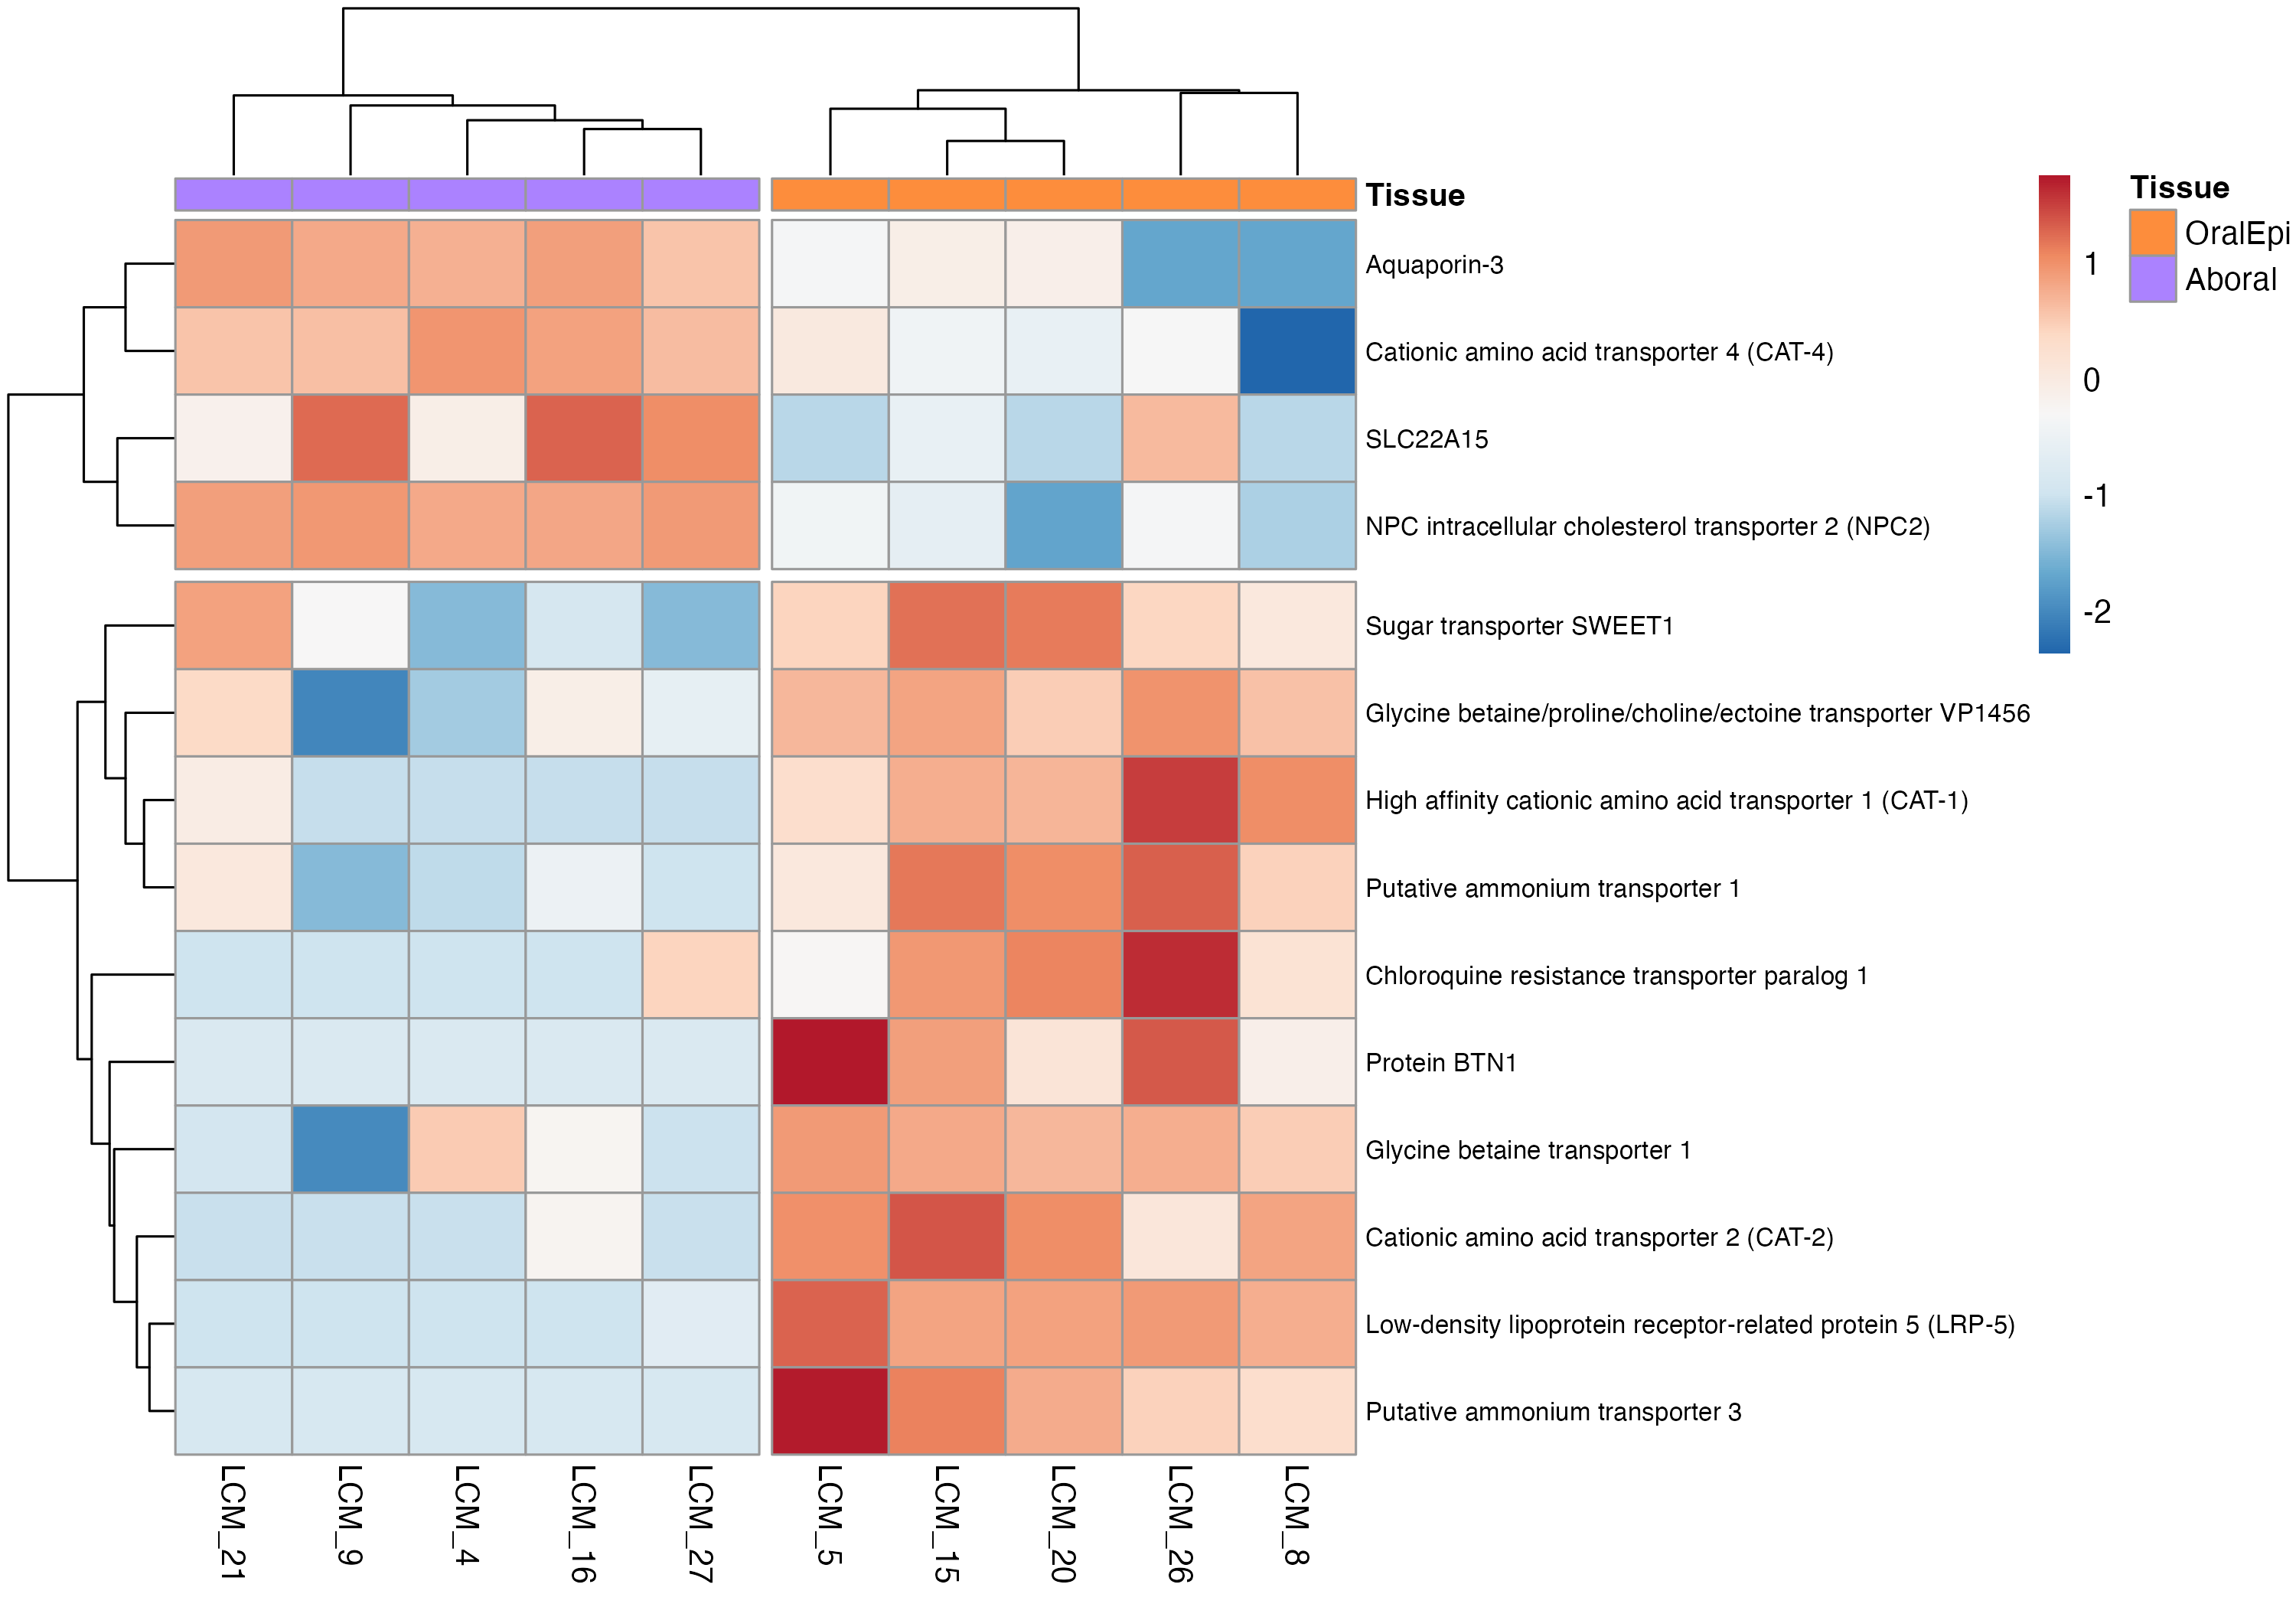 Tissue
Aquaporin-3
Cationic amino acid transporter 4 (CAT-4)
SLC22A15
NPC intracellular cholesterol transporter 2 (NPC2)
Sugar transporter SWEET1
Glycine betaine/proline/choline/ectoine transporter VP1456
High affinity cationic amino acid transporter 1 (CAT-1)
Putative ammonium transporter 1
Chloroquine resistance transporter paralog 1
Protein BTN1
Glycine betaine transporter 1
Cationic amino acid transporter 2 (CAT-2)
Low-density lipoprotein receptor-related protein 5 (LRP-5)
Putative ammonium transporter 3
LCM_21
LCM_9
LCM_4
LCM_16
LCM_27
LCM_5
LCM_15
LCM_20
LCM_26
LCM_8
1
0
-1
-2
Tissue
OralEpi
Aboral